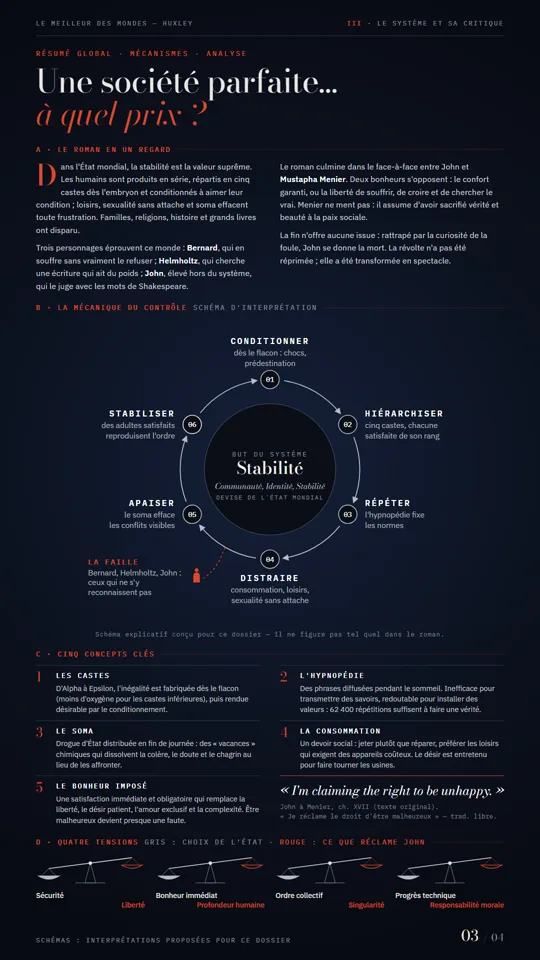 LE MEILLEUR DES MONDES — HUXLEY
III · LE SYSTÈME ET SA CRITIQUE
RÉSUMÉ GLOBAL · MÉCANISMES · ANALYSE
Une société parfaite…
à quel prix ?
A · LE ROMAN EN UN REGARD
Dans l'État mondial, la stabilité est la valeur suprême.
Les humains sont produits en série, répartis en cinq
castes dès l'embryon et conditionnés à aimer leur
condition ; loisirs, sexualité sans attache et soma effacent
toute frustration. Familles, religions, histoire et grands livres
ont disparu.
Trois personnages éprouvent ce monde : Bernard, qui en
souffre sans vraiment le refuser ; Helmholtz, qui cherche
une écriture qui ait du poids ; John, élevé hors du système,
qui le juge avec les mots de Shakespeare.
Le roman culmine dans le face-à-face entre John et
Mustapha Menier. Deux bonheurs s'opposent : le confort
garanti, ou la liberté de souffrir, de croire et de chercher le
vrai. Menier ne ment pas : il assume d'avoir sacrifié vérité et
beauté à la paix sociale.
La fin n'offre aucune issue : rattrapé par la curiosité de la
foule, John se donne la mort. La révolte n'a pas été
réprimée ; elle a été transformée en spectacle.
B · LA MÉCANIQUE DU CONTRÔLE SCHÉMA D'INTERPRÉTATION
CONDITIONNER
dès le flacon : chocs,
prédestination
01
STABILISER
des adultes satisfaits
reproduisent l'ordre
06
02
HIÉRARCHISER
cinq castes, chacune
satisfaite de son rang
BUT DU SYSTÈME
Stabilité
Communauté, Identité, Stabilité
DEVISE DE L'ÉTAT MONDIAL
APAISER
le soma efface
les conflits visibles
05
03
RÉPÉTER
l'hypnopédie fixe
les normes
04
DISTRAIRE
consommation, loisirs,
sexualité sans attache
LA FAILLE
Bernard, Helmholtz, John :
ceux qui ne s'y
reconnaissent pas
Schéma explicatif conçu pour ce dossier — il ne figure pas tel quel dans le roman.
C · CINQ CONCEPTS CLÉS
1
LES CASTES
D'Alpha à Epsilon, l'inégalité est fabriquée dès le flacon
(moins d'oxygène pour les castes inférieures), puis rendue
désirable par le conditionnement.
2
L'HYPNOPÉDIE
Des phrases diffusées pendant le sommeil. Inefficace pour
transmettre des savoirs, redoutable pour installer des
valeurs : 62 400 répétitions suffisent à faire une vérité.
3
LE SOMA
Drogue d'État distribuée en fin de journée : des « vacances »
chimiques qui dissolvent la colère, le doute et le chagrin au
lieu de les affronter.
4
LA CONSOMMATION
Un devoir social : jeter plutôt que réparer, préférer les loisirs
qui exigent des appareils coûteux. Le désir est entretenu
pour faire tourner les usines.
5
LE BONHEUR IMPOSÉ
Une satisfaction immédiate et obligatoire qui remplace la
liberté, le désir patient, l'amour exclusif et la complexité. Être
malheureux devient presque une faute.
« I'm claiming the right to be unhappy. »
John à Menier, ch. XVII (texte original).
« Je réclame le droit d'être malheureux » — trad. libre.
D · QUATRE TENSIONS GRIS : CHOIX DE L'ÉTAT · ROUGE : CE QUE RÉCLAME JOHN
Sécurité
Liberté
Bonheur immédiat
Profondeur humaine
Ordre collectif
Singularité
Progrès technique
Responsabilité morale
SCHÉMAS : INTERPRÉTATIONS PROPOSÉES POUR CE DOSSIER
03 / 04